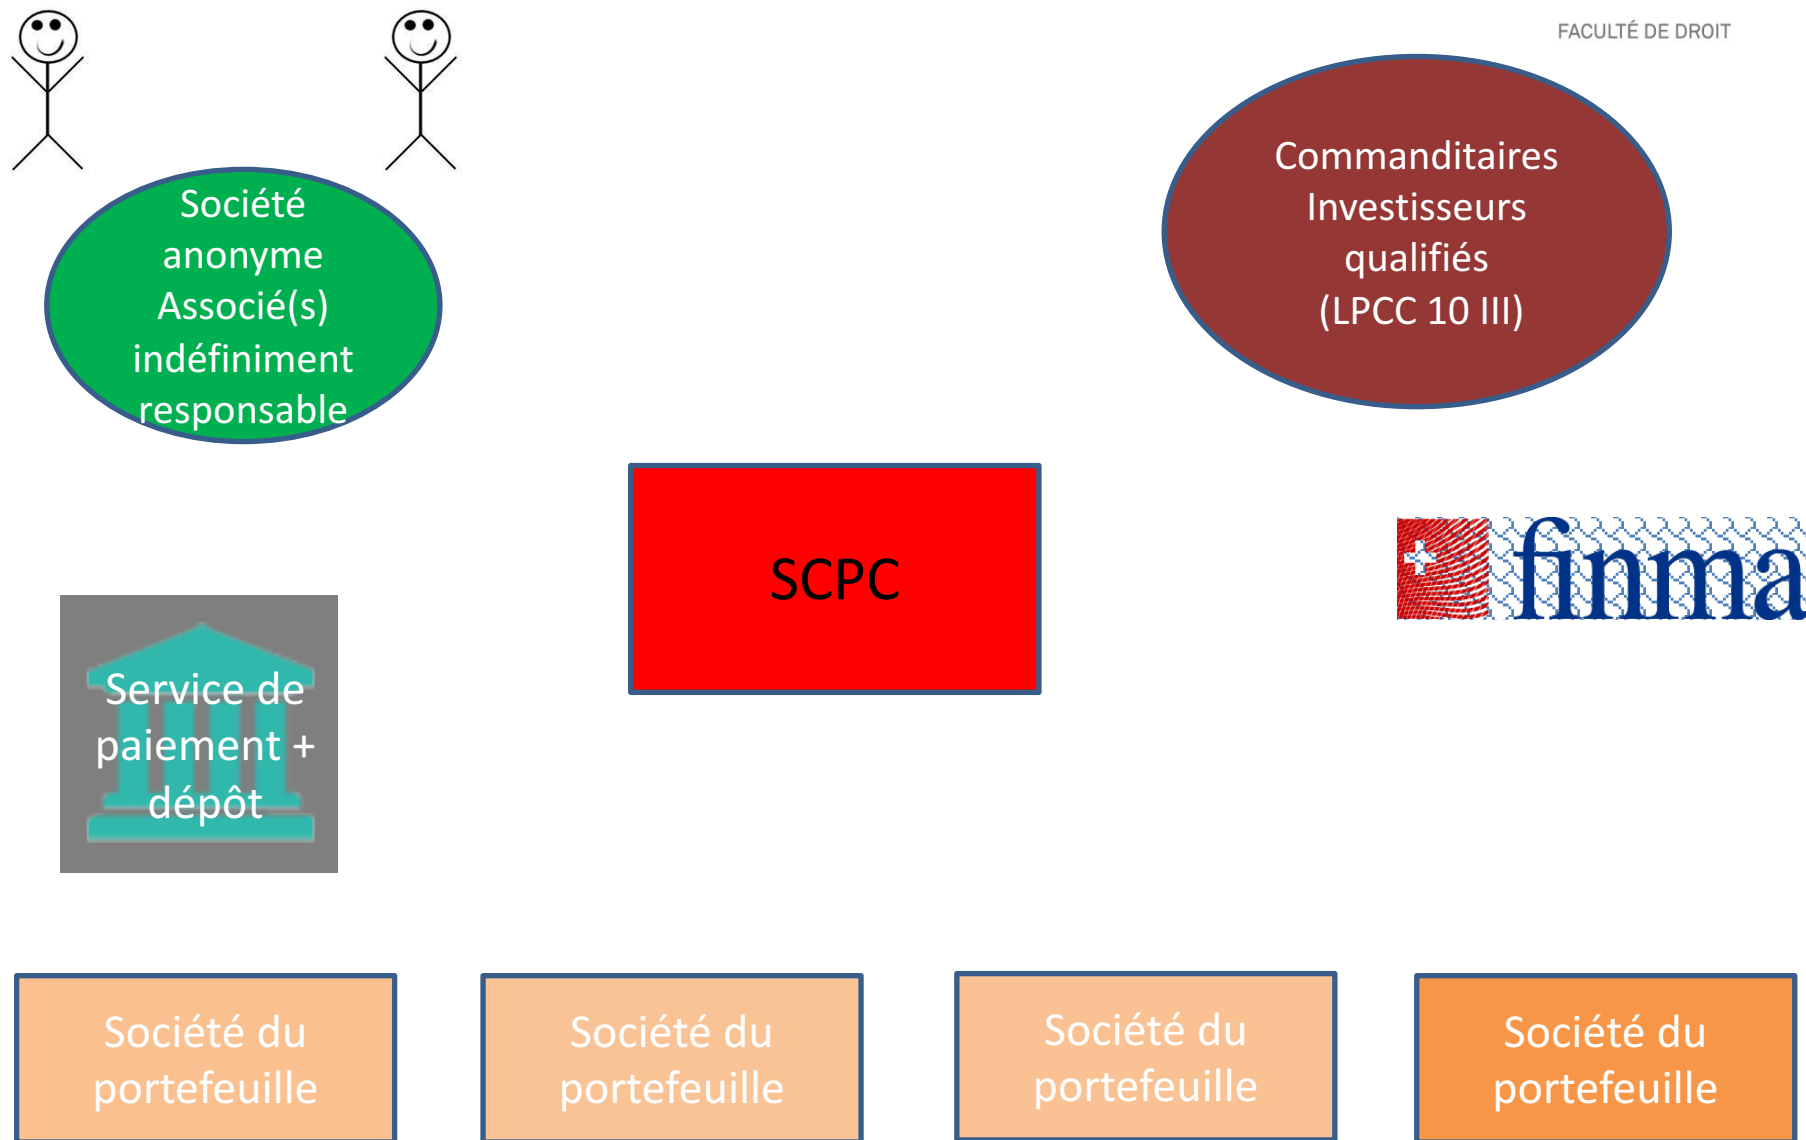 FACULTÉ DE DROIT
Société
anonyme
Associé(s)
indéfiniment
responsable
Commanditaires
Investisseurs
qualifiés
(LPCC 10 III)
SCPC
finma
Service de
paiement +
dépôt
Société du
portefeuille
Société du
portefeuille
Société du
portefeuille
Société du
portefeuille